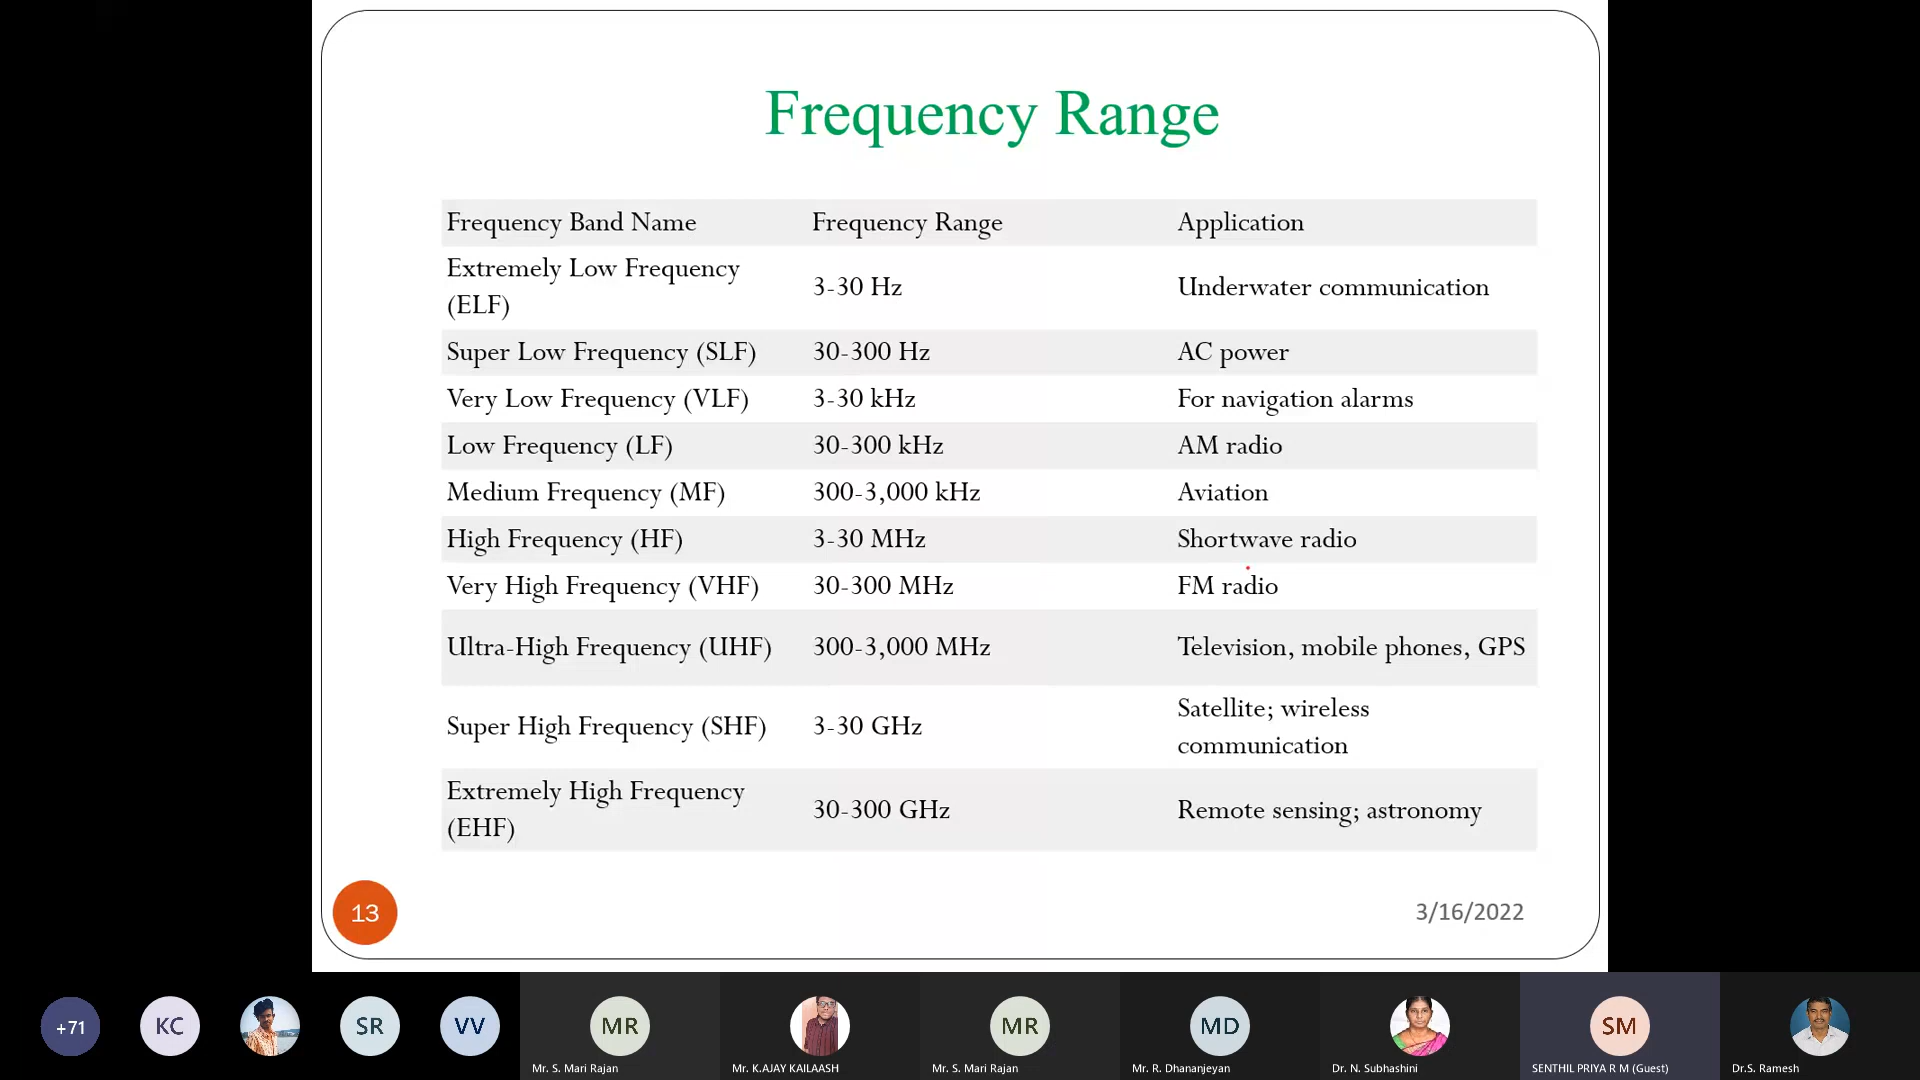 Frequency Range
Frequency Band Name Frequency Range Application
Extremely Low Frequency (ELF) 3-30 Hz Underwater communication
Super Low Frequency (SLF) 30-300 Hz AC power
Very Low Frequency (VLF) 3-30 kHz For navigation alarms
Low Frequency (LF) 30-300 kHz AM radio
Medium Frequency (MF) 300-3,000 kHz Aviation
High Frequency (HF) 3-30 MHz Shortwave radio
Very High Frequency (VHF) 30-300 MHz FM radio
Ultra-High Frequency (UHF) 300-3,000 MHz Television, mobile phones, GPS
Super High Frequency (SHF) 3-30 GHz Satellite; wireless communication
Extremely High Frequency (EHF) 30-300 GHz Remote sensing; astronomy
13 3/16/2022
+71 KC SR VV MR MR MD SM
Mr. S. Mari Rajan Mr. K.AJAY KAILAASH Mr. S. Mari Rajan Mr. R. Dhananjeyan Dr. N. Subhashini SENTHIL PRIYA R M (Guest) Dr.S. Ramesh